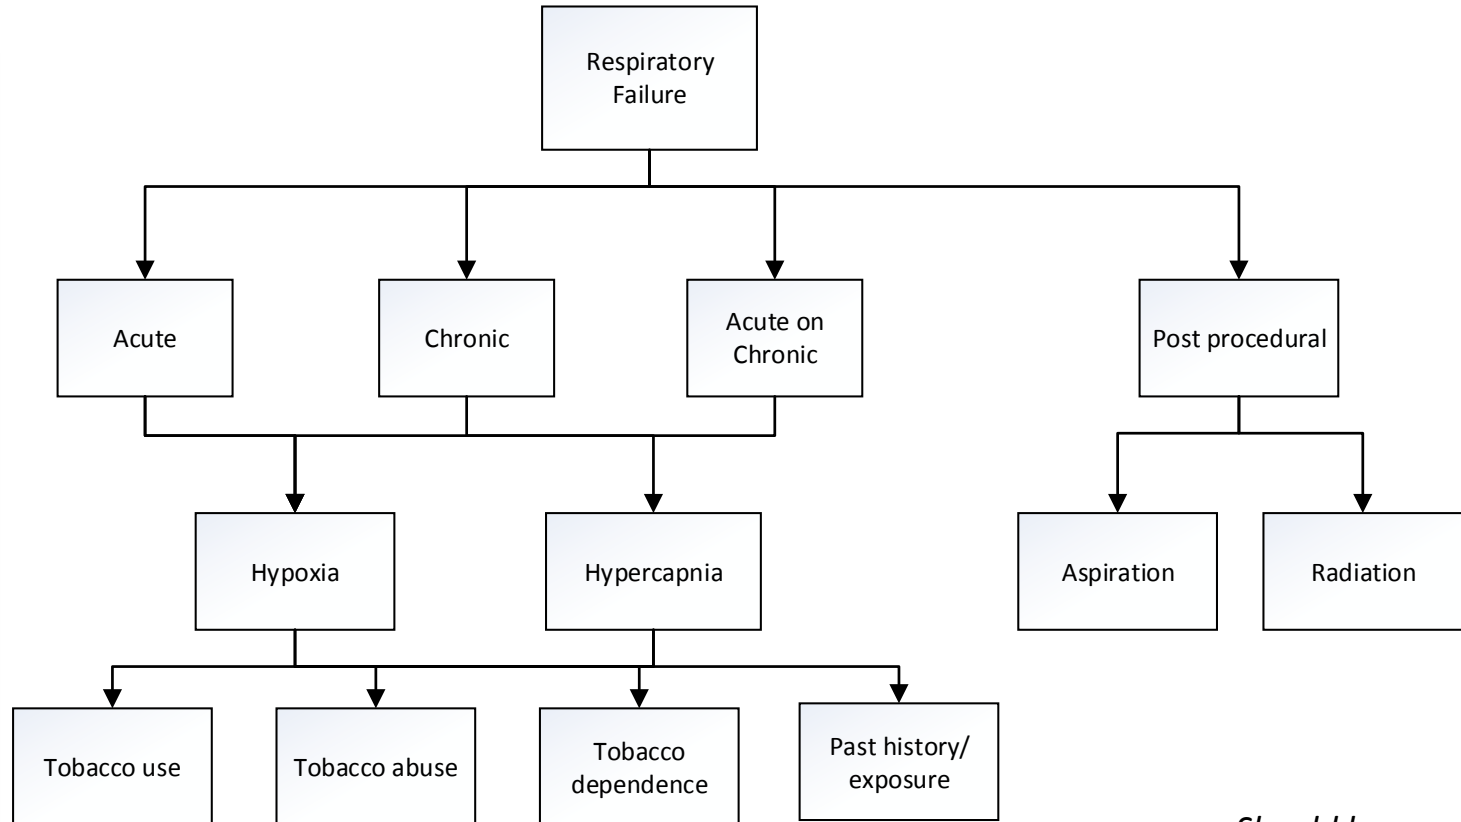 Respiratory
Failure
Acute
Chronic
Acute on
Chronic
Post procedural
Hypoxia
Hypercapnia
Aspiration
Radiation
Tobacco use
Tobacco abuse
Tobacco
dependence
Past history/
exposure